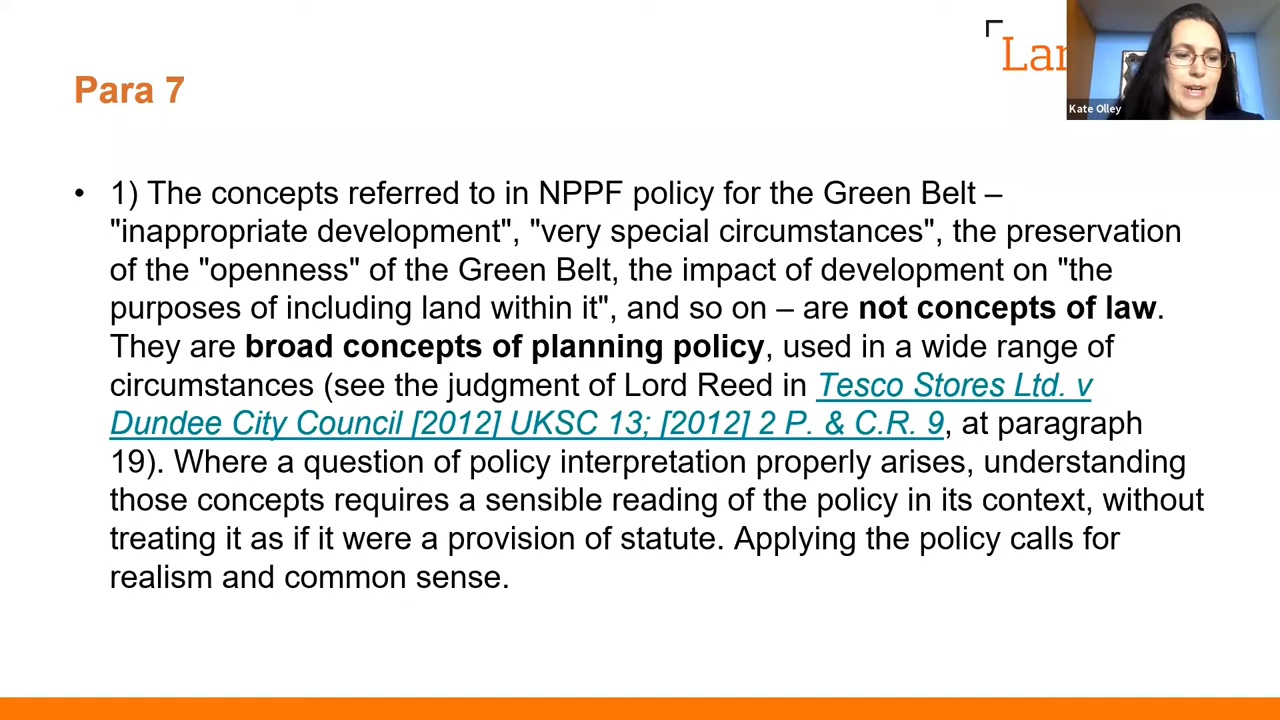 Lan
Kate Olley
Para 7
• 1) The concepts referred to in NPPF policy for the Green Belt –
"inappropriate development", "very special circumstances", the preservation
of the "openness" of the Green Belt, the impact of development on "the
purposes of including land within it", and so on – are not concepts of law.
They are broad concepts of planning policy, used in a wide range of
circumstances (see the judgment of Lord Reed in Tesco Stores Ltd. v
Dundee City Council [2012] UKSC 13; [2012] 2 P. & C.R. 9, at paragraph
19). Where a question of policy interpretation properly arises, understanding
those concepts requires a sensible reading of the policy in its context, without
treating it as if it were a provision of statute. Applying the policy calls for
realism and common sense.